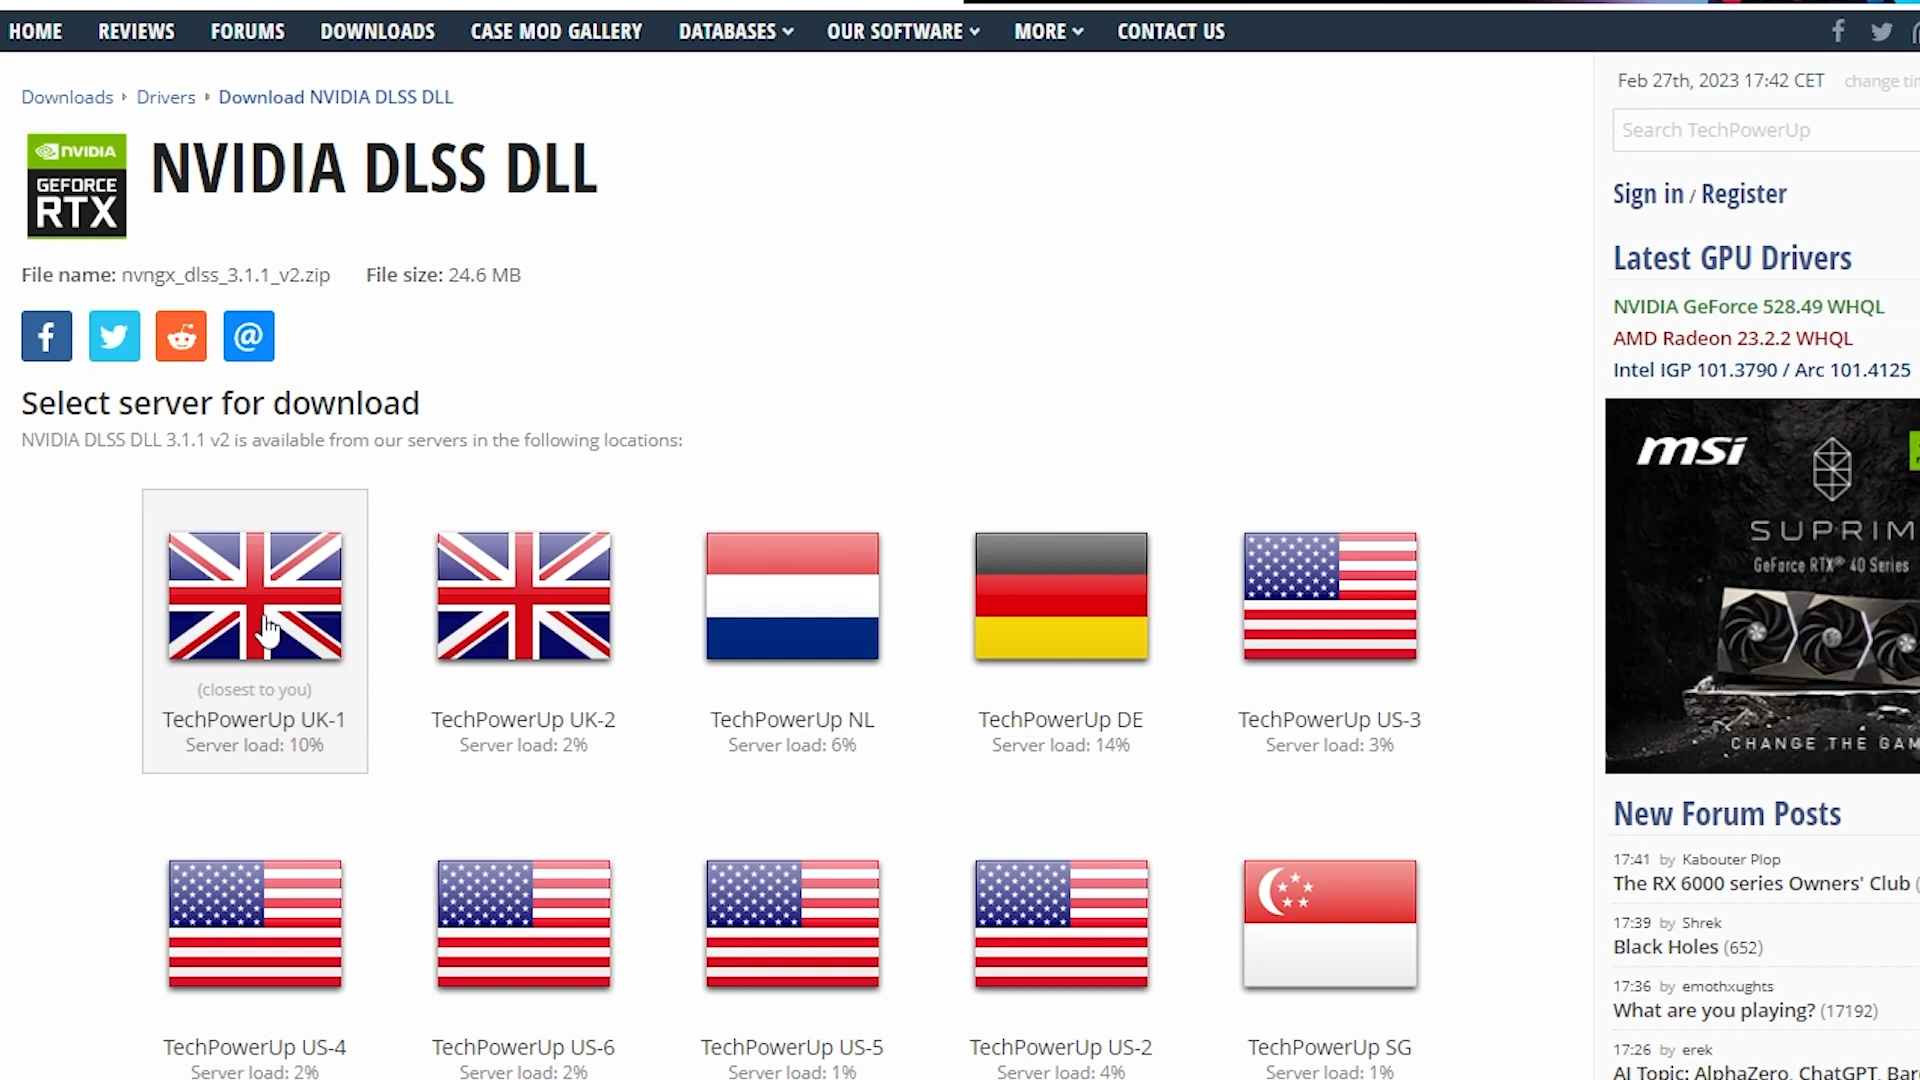 HOME REVIEWS FORUMS DOWNLOADS CASE MOD GALLERY DATABASES OUR SOFTWARE MORE CONTACT US
Downloads Drivers Download NVIDIA DLSS DLL
NVIDIA
GEFORCE
RTX
NVIDIA DLSS DLL
File name: nvngx_dlss_3.1.1_v2.zip File size: 24.6 MB
Select server for download
NVIDIA DLSS DLL 3.1.1 v2 is available from our servers in the following locations:
(closest to you)
TechPowerUp UK-1
Server load: 10%
TechPowerUp UK-2
Server load: 2%
TechPowerUp NL
Server load: 6%
TechPowerUp DE
Server load: 14%
TechPowerUp US-3
Server load: 3%
TechPowerUp US-4
Server load: 2%
TechPowerUp US-6
Server load: 2%
TechPowerUp US-5
Server load: 1%
TechPowerUp US-2
Server load: 4%
TechPowerUp SG
Server load: 1%
Feb 27th, 2023 17:42 CET change
Search TechPowerUp
Sign in / Register
Latest GPU Drivers
NVIDIA GeForce 528.49 WHQL
AMD Radeon 23.2.2 WHQL
Intel IGP 101.3790 / Arc 101.4125
msi
SUPRIM
GeForce RTX® 40 Series
CHANGE THE
New Forum Posts
17:41 by Kabouter Plop
The RX 6000 series Owners' Club
17:39 by Shrek
Black Holes (652)
17:36 by emothxughts
What are you playing? (17192)
17:26 by erek
AI Topic: AlphaZero, ChatGPT,